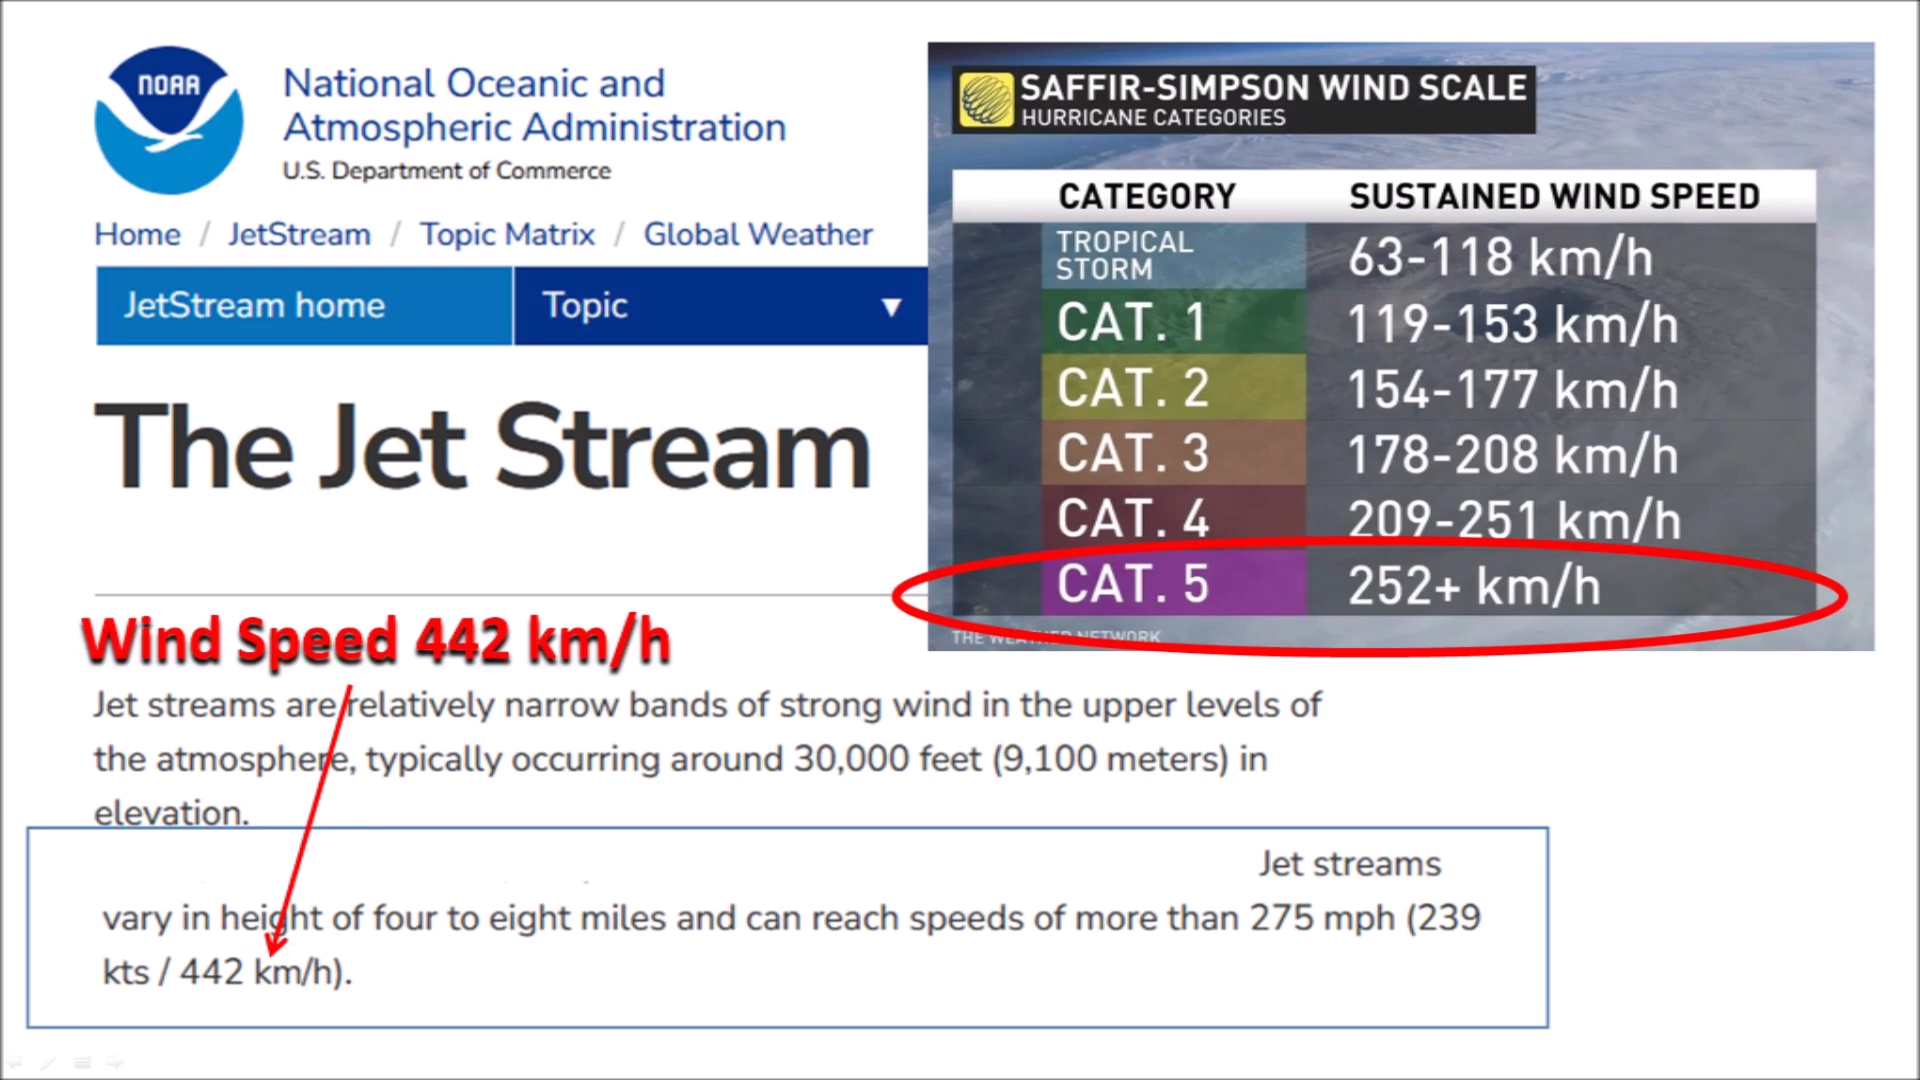 NOAA
National Oceanic and
Atmospheric Administration
U.S. Department of Commerce
Home / JetStream / Topic Matrix / Global Weather
JetStream home
Topic ▼
The Jet Stream
SAFFIR-SIMPSON WIND SCALE
HURRICANE CATEGORIES
CATEGORY SUSTAINED WIND SPEED
TROPICAL
STORM 63-118 km/h
CAT. 1 119-153 km/h
CAT. 2 154-177 km/h
CAT. 3 178-208 km/h
CAT. 4 209-251 km/h
CAT. 5 252+ km/h
THE WEATHER NETWORK
Wind Speed 442 km/h
Jet streams are relatively narrow bands of strong wind in the upper levels of
the atmosphere, typically occurring around 30,000 feet (9,100 meters) in
elevation.
Jet streams
vary in height of four to eight miles and can reach speeds of more than 275 mph (239
kts / 442 km/h).